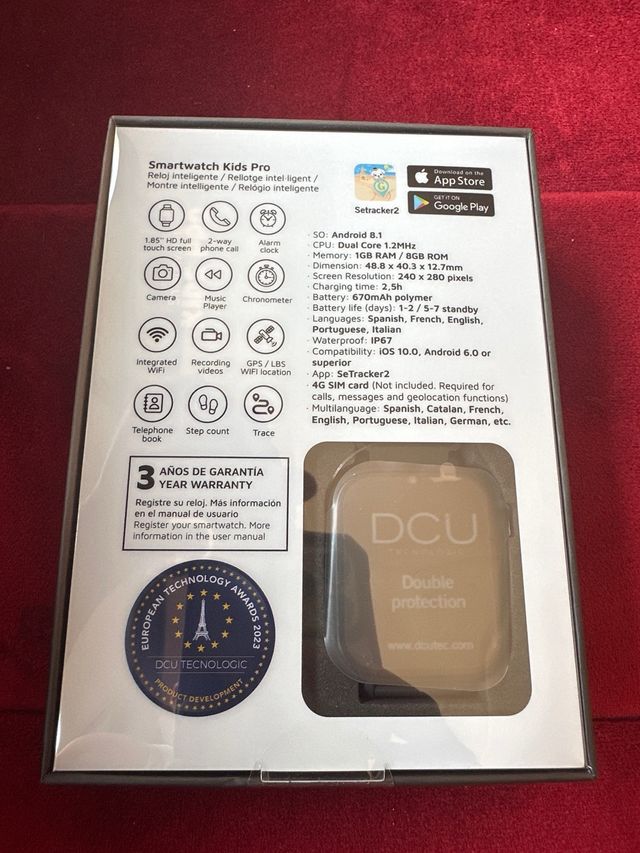 Smartwatch Kids Pro
Reloj inteligente / Rellotge intel·ligent /
Montre intelligente / Relógio inteligente
Setracker2
Download on the
App Store
GET IT ON
Google Play
1.85" HD full
touch screen
2-way
phone call
Alarm
clock
Camera
Music
Player
Chronometer
Integrated
WiFi
Recording
videos
GPS / LBS
WIFI location
Telephone
book
Step count
Trace
· SO: Android 8.1
· CPU: Dual Core 1.2MHz
· Memory: 1GB RAM / 8GB ROM
· Dimension: 48.8 x 40.3 x 12.7mm
· Screen Resolution: 240 x 280 pixels
· Charging time: 2,5h
· Battery: 670mAh polymer
· Battery life (days): 1-2 / 5-7 standby
· Languages: Spanish, French, English,
Portuguese, Italian
· Waterproof: IP67
· Compatibility: iOS 10.0, Android 6.0 or
superior
· App: SeTracker2
· 4G SIM card (Not included. Required for
calls, messages and geolocation functions)
· Multilanguage: Spanish, Catalan, French,
English, Portuguese, Italian, German, etc.
3 AÑOS DE GARANTÍA
YEAR WARRANTY
Registre su reloj. Más información
en el manual de usuario
Register your smartwatch. More
information in the user manual
EUROPEAN TECHNOLOGY AWARDS 2023
DCU TECNOLOGIC
PRODUCT DEVELOPMENT
DCU
TECNOLOGIC
Double
protection
www.dcutec.com